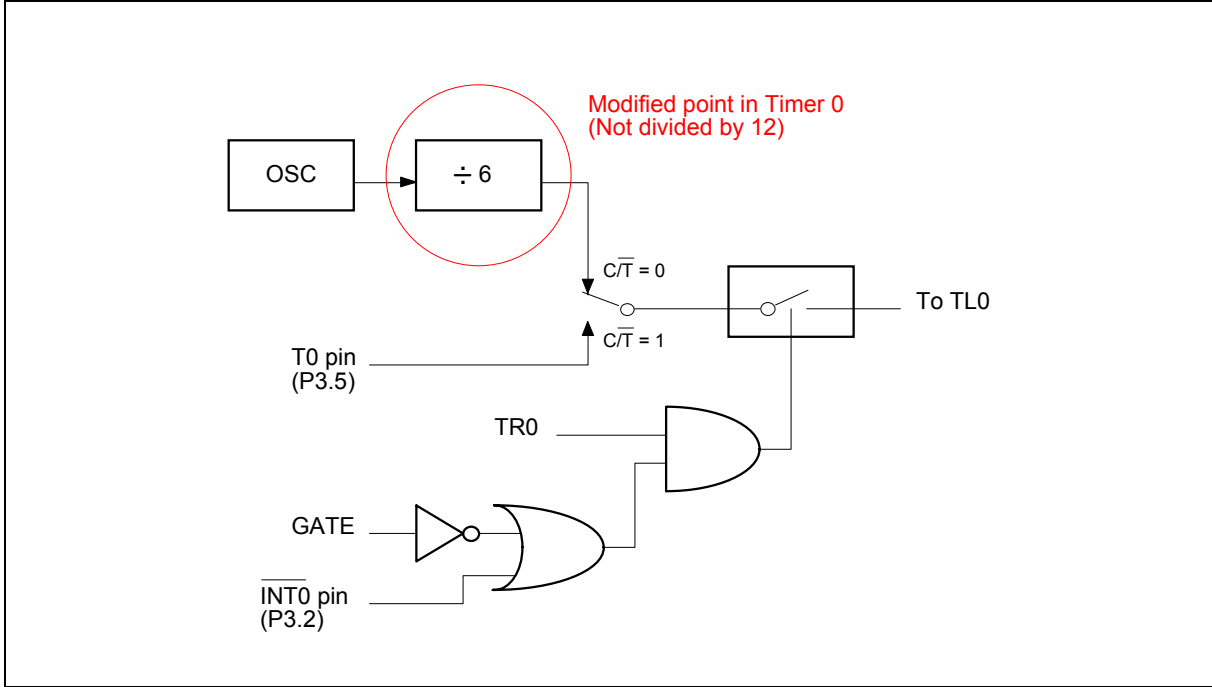 Modified point in Timer 0
(Not divided by 12)
OSC
÷ 6
C/T̅ = 0
To TL0
C/T̅ = 1
T0 pin
(P3.5)
TR0
GATE
I̅N̅T̅0̅ pin
(P3.2)